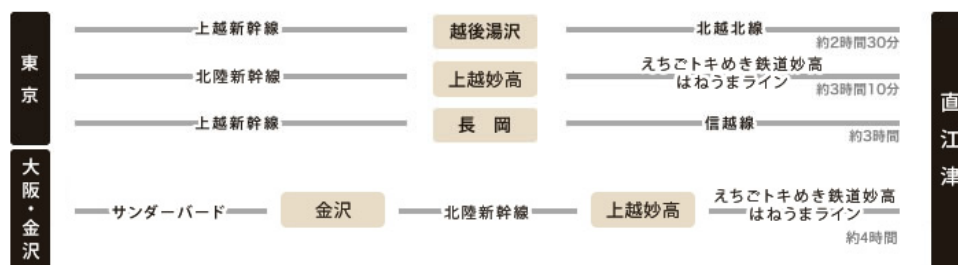 東京
上越新幹線
越後湯沢
北越北線
約2時間30分
北陸新幹線
上越妙高
えちごトキめき鉄道妙高
はねうまライン
約3時間10分
上越新幹線
長 岡
信越線
約3時間
大阪・金沢
サンダーバード
金沢
北陸新幹線
上越妙高
えちごトキめき鉄道妙高
はねうまライン
約4時間
直江津